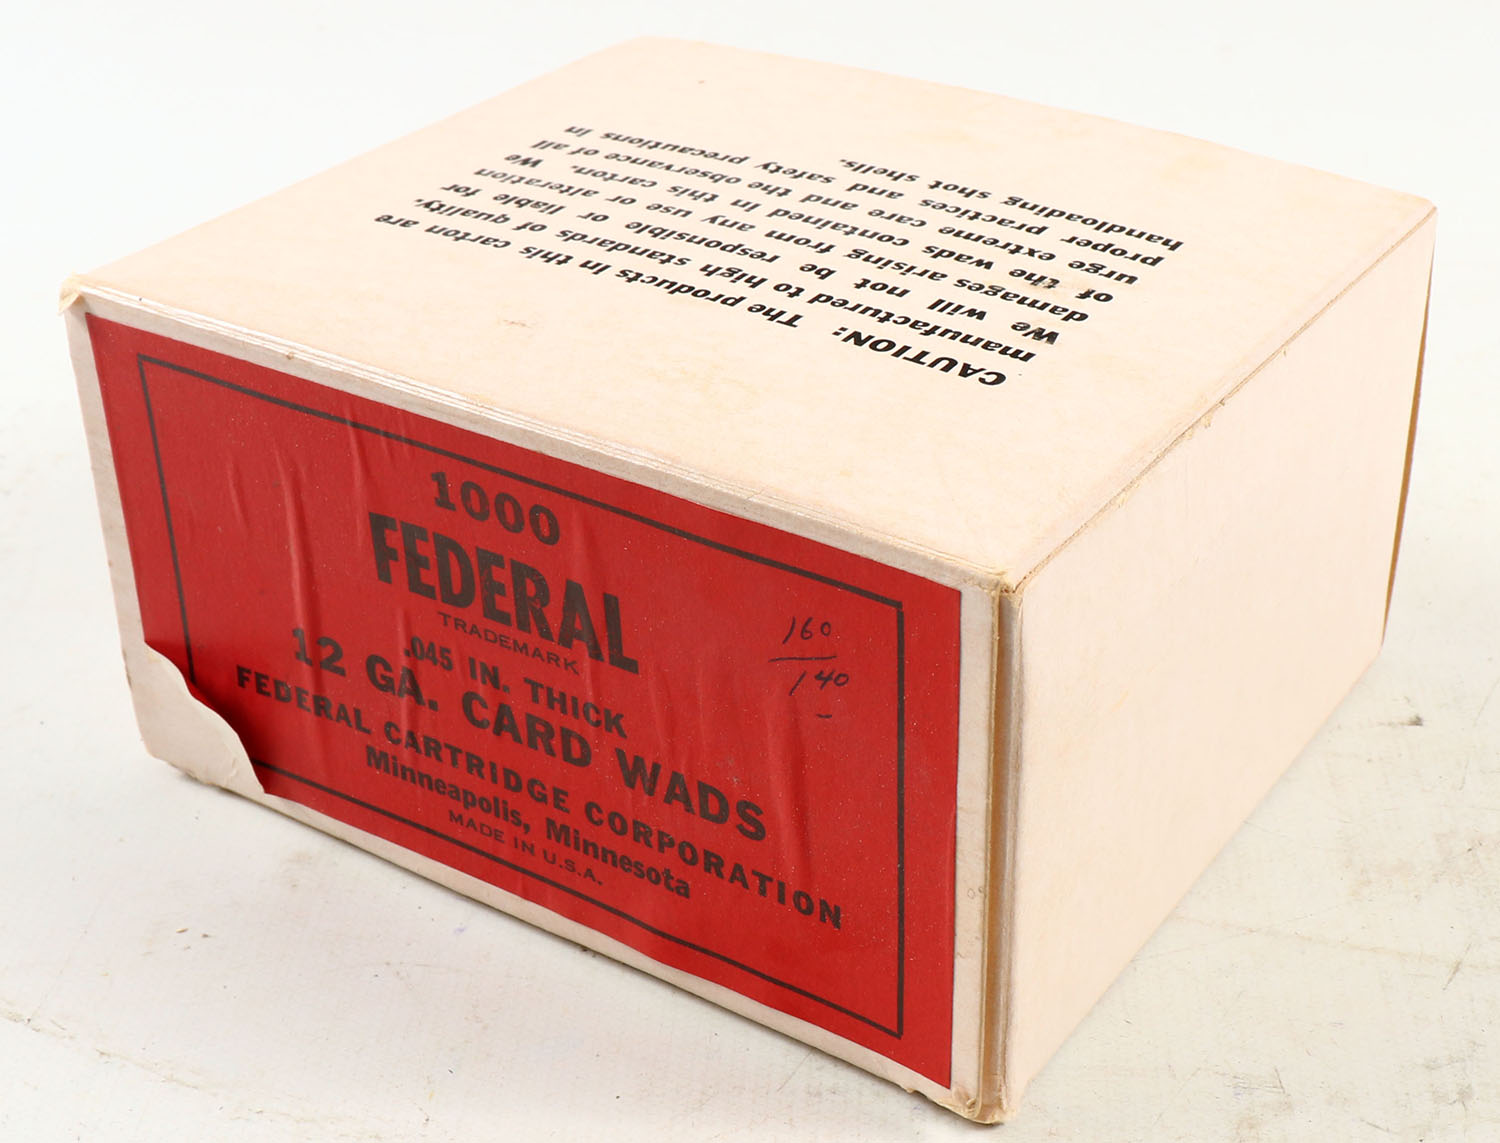 CAUTION: The products in this carton are
manufactured to high standards of quality.
We will not be responsible or liable for
damages arising from any use or alteration
of the wads contained in this carton. We
urge extreme care and the observance of all
proper practices and safety precautions in
handloading shot shells.
1000
FEDERAL
TRADEMARK
.045 IN. THICK
12 GA. CARD WADS
FEDERAL CARTRIDGE CORPORATION
Minneapolis, Minnesota
MADE IN U.S.A.
160
140